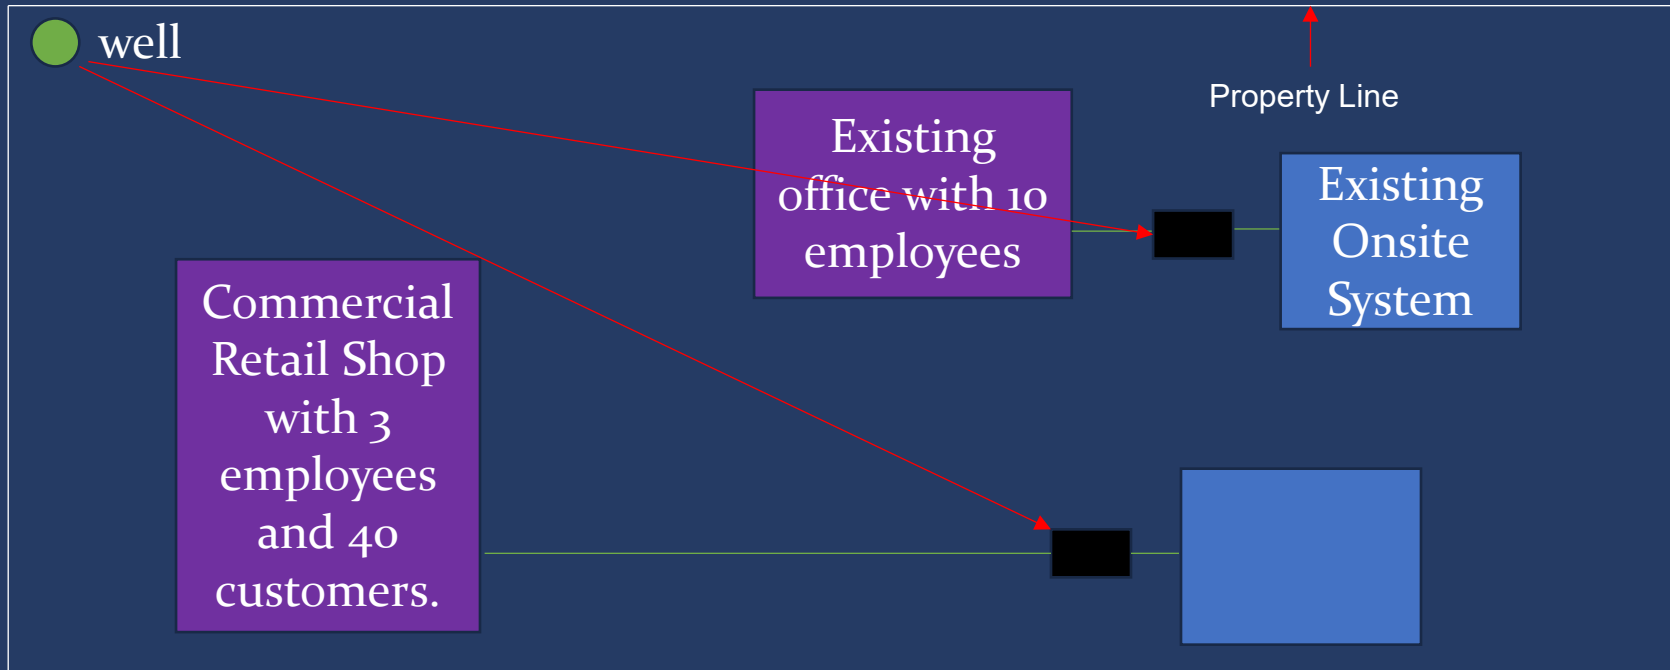 well
Property Line
Existing
office with 10
employees
Existing
Onsite
System
Commercial
Retail Shop
with 3
employees
and 40
customers.